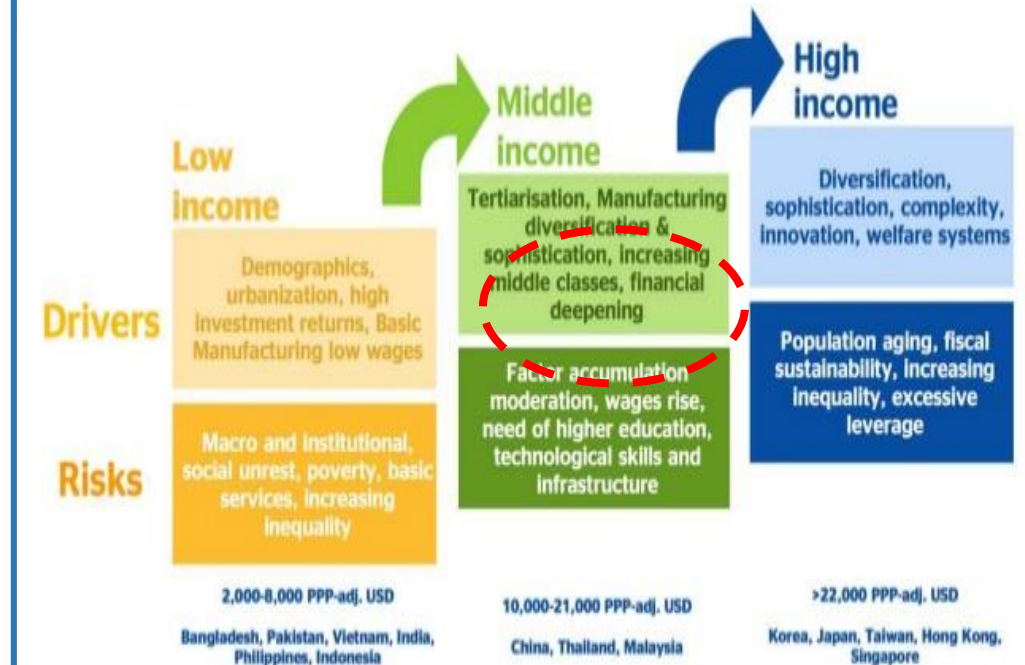 High
income
Middle
income
Low
income
Diversification,
sophistication, complexity,
innovation, welfare systems
Tertiarisation, Manufacturing
diversification &
sophistication, increasing
middle classes, financial
deepening
Demographics,
urbanization, high
investment returns, Basic
Manufacturing low wages
Drivers
Population aging, fiscal
sustainability, increasing
inequality, excessive
leverage
Factor accumulation
moderation, wages rise,
need of higher education,
technological skills and
infrastructure
Macro and institutional,
social unrest, poverty, basic
services, increasing
inequality
Risks
2,000-8,000 PPP-adj. USD
10,000-21,000 PPP-adj. USD
>22,000 PPP-adj. USD
Bangladesh, Pakistan, Vietnam, India,
Philippines, Indonesia
China, Thailand, Malaysia
Korea, Japan, Taiwan, Hong Kong,
Singapore